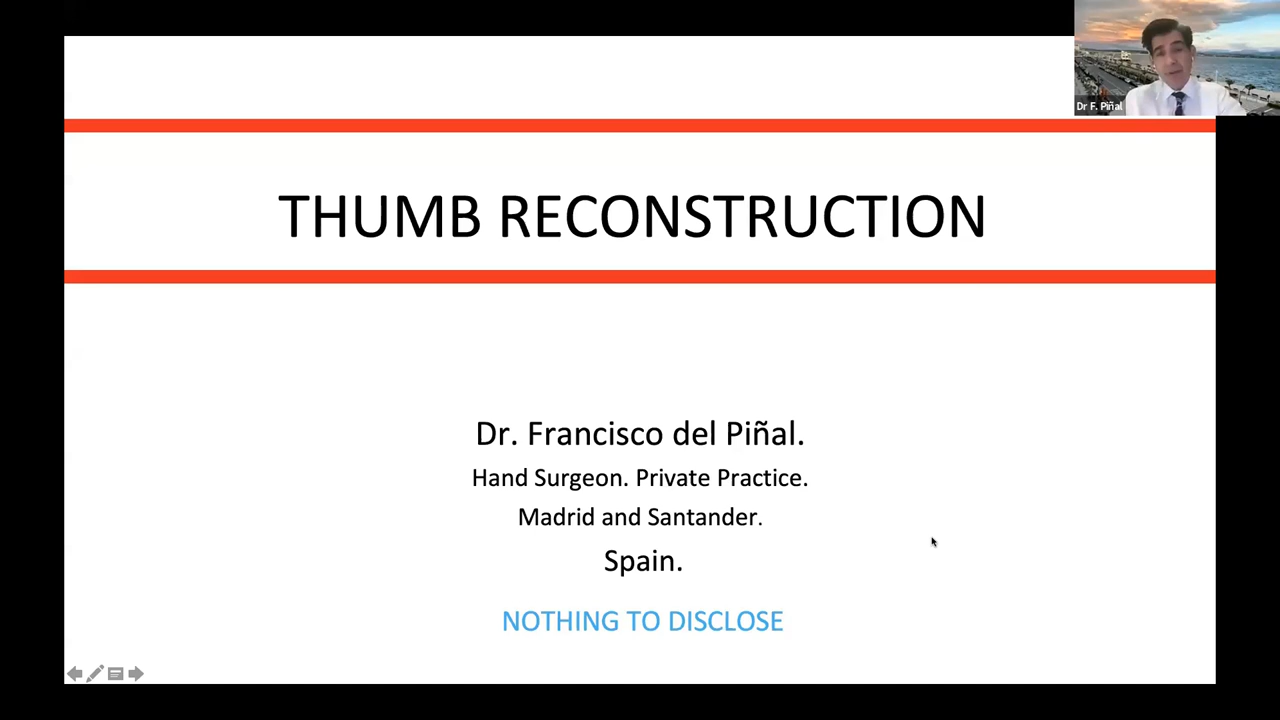 Dr F. Piñal
THUMB RECONSTRUCTION
Dr. Francisco del Piñal.
Hand Surgeon. Private Practice.
Madrid and Santander.
Spain.
NOTHING TO DISCLOSE